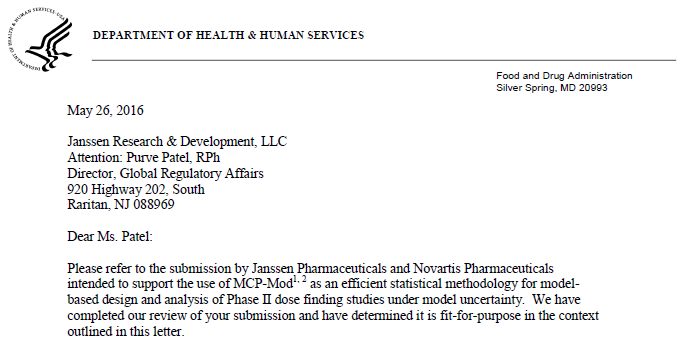 DEPARTMENT OF HEALTH & HUMAN SERVICES
Food and Drug Administration
Silver Spring, MD 20993
May 26, 2016
Janssen Research & Development, LLC
Attention: Purve Patel, RPh
Director, Global Regulatory Affairs
920 Highway 202, South
Raritan, NJ 088969
Dear Ms. Patel:
Please refer to the submission by Janssen Pharmaceuticals and Novartis Pharmaceuticals
intended to support the use of MCP-Mod1, 2 as an efficient statistical methodology for model-
based design and analysis of Phase II dose finding studies under model uncertainty. We have
completed our review of your submission and have determined it is fit-for-purpose in the context
outlined in this letter.